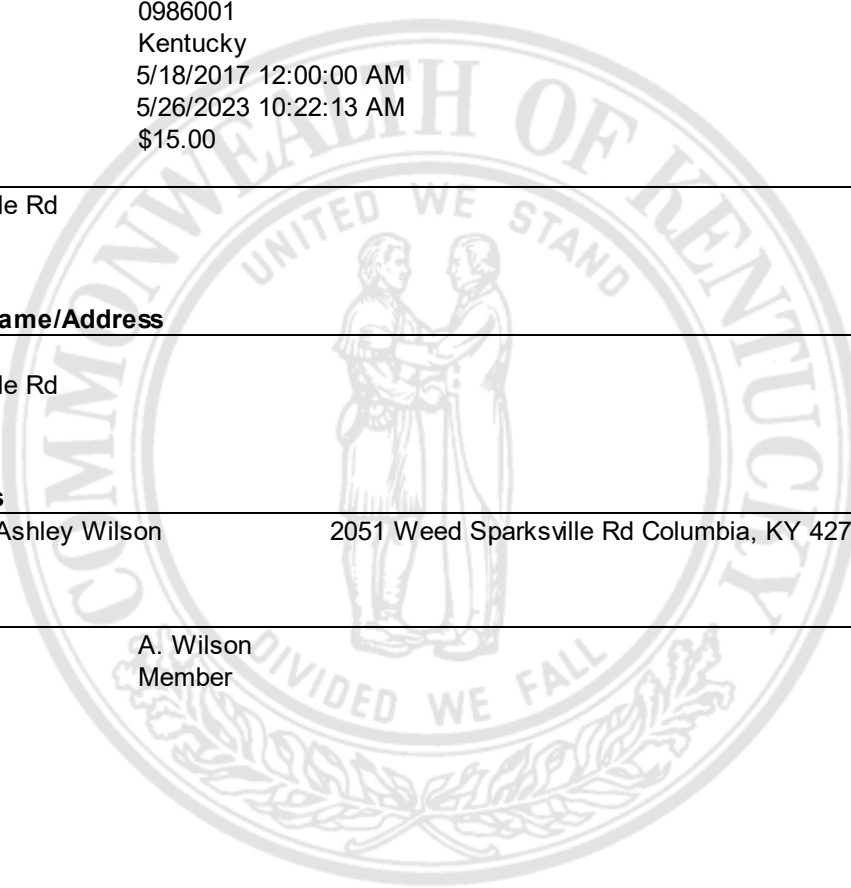 0986001
Kentucky
5/18/2017 12:00:00 AM
5/26/2023 10:22:13 AM
$15.00
le Rd
ame/Address
le Rd
s
Ashley Wilson 2051 Weed Sparksville Rd Columbia, KY 427
A. Wilson
Member
COMMONWEALTH OF KENTUCKY
UNITED WE STAND
DIVIDED WE FALL